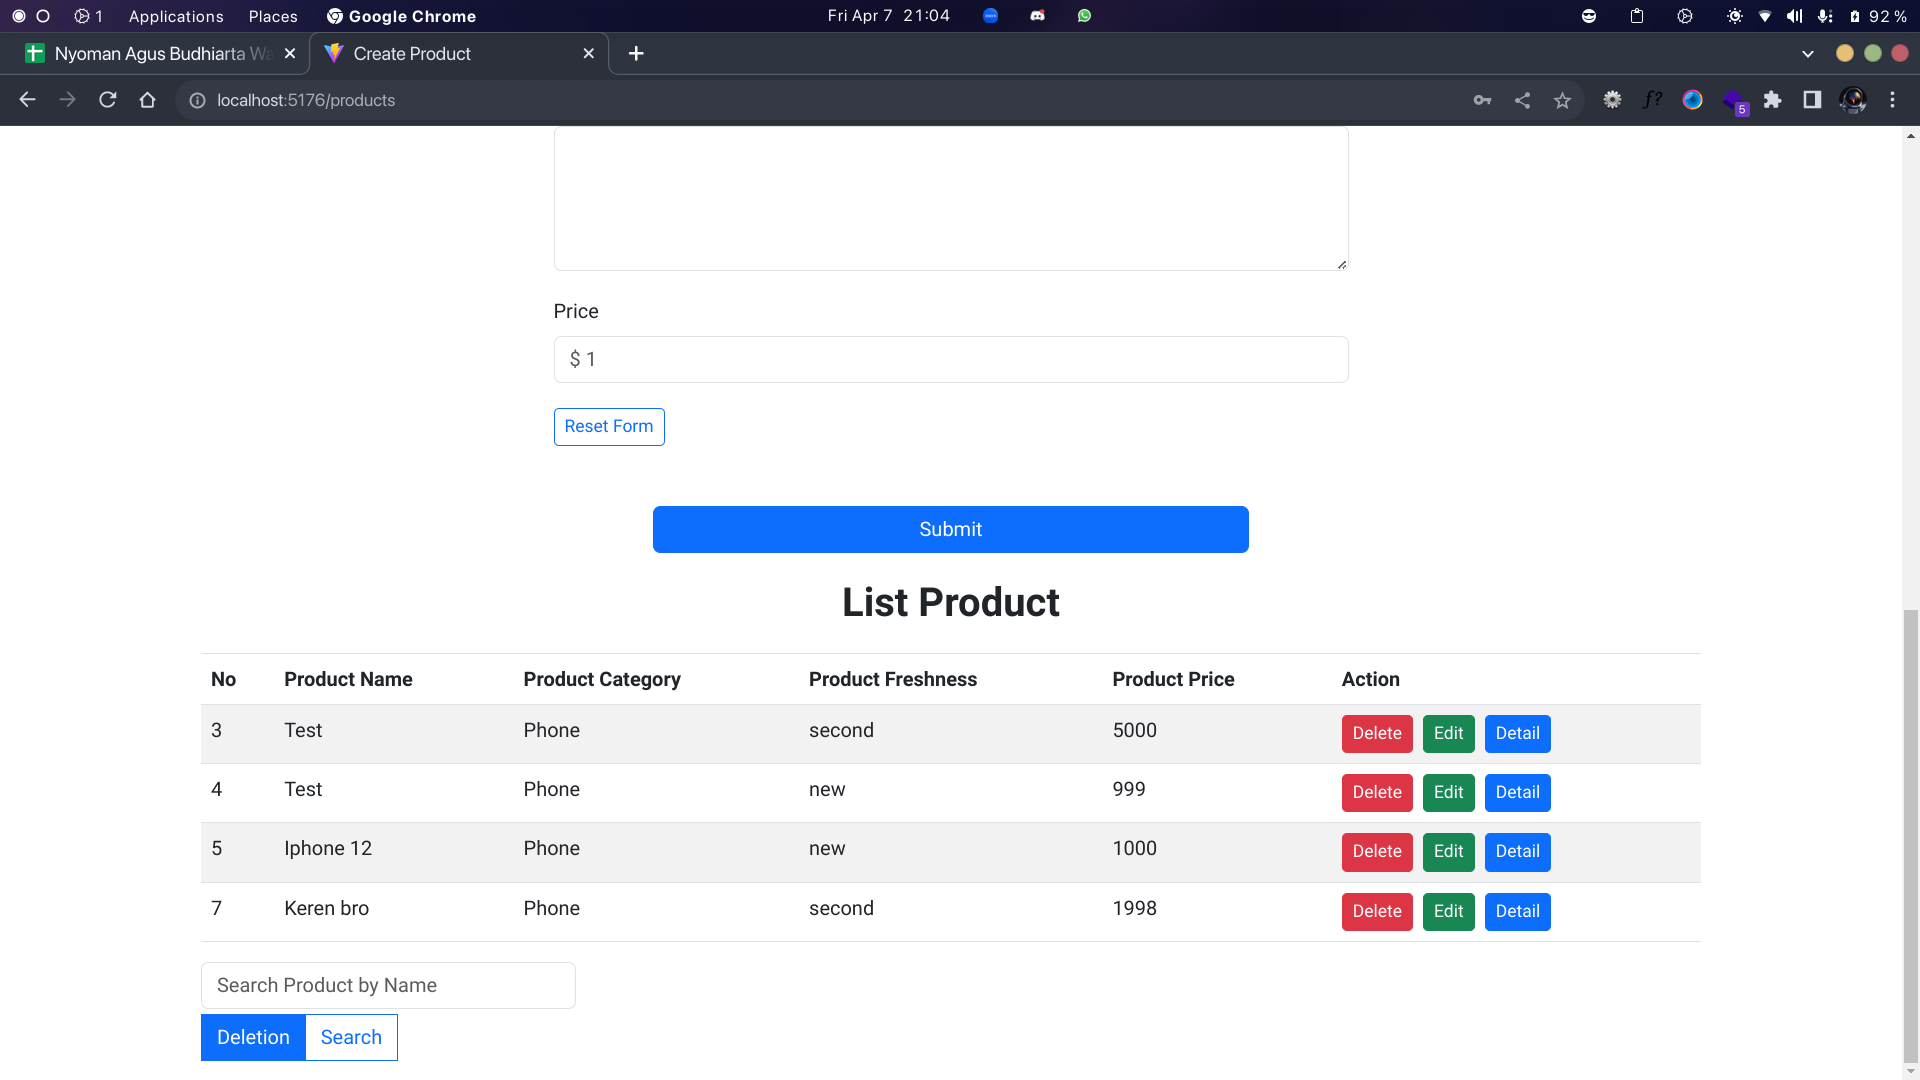 1 Applications Places Google Chrome Fri Apr 7 21:04 92 %
Nyoman Agus Budhiarta Wa Create Product
localhost:5176/products f? 5
Price
$ 1
Reset Form
Submit
List Product
No Product Name Product Category Product Freshness Product Price Action
3 Test Phone second 5000 Delete Edit Detail
4 Test Phone new 999 Delete Edit Detail
5 Iphone 12 Phone new 1000 Delete Edit Detail
7 Keren bro Phone second 1998 Delete Edit Detail
Search Product by Name
Deletion Search